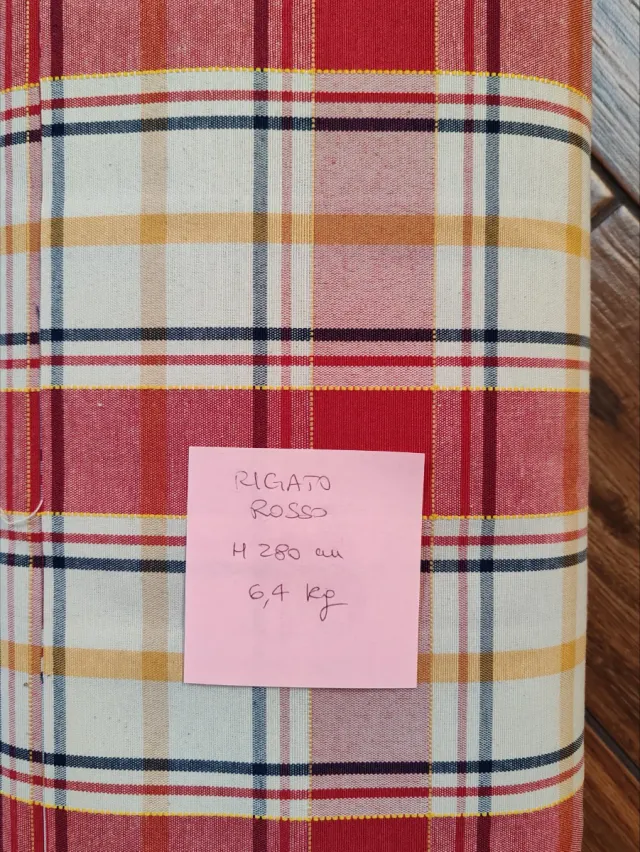 RIGATO
ROSSO
H 280 cm
6,4 kg